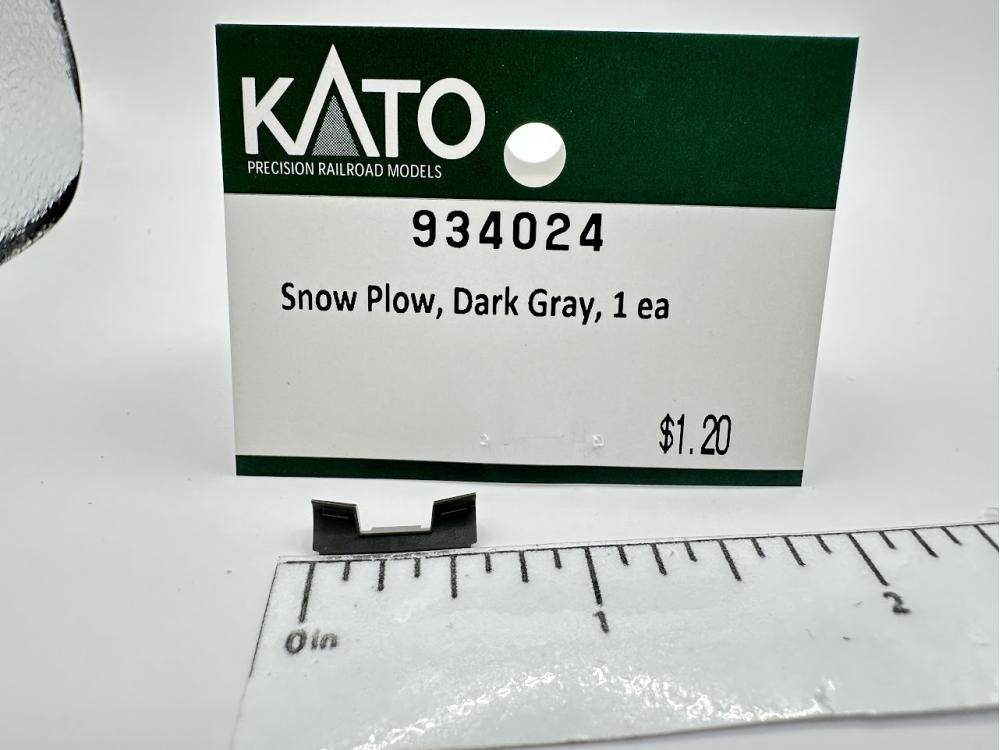 KATO
PRECISION RAILROAD MODELS
934024
Snow Plow, Dark Gray, 1 ea
$1.20
0in
1
2